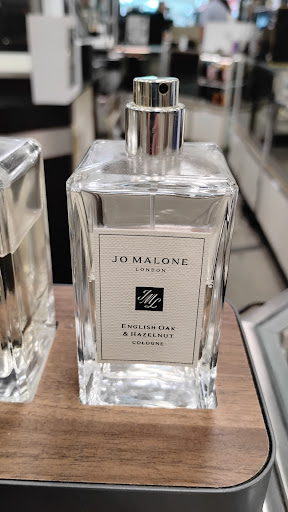 JO MALONE
LONDON
JML
ENGLISH OAK
& HAZELNUT
COLOGNE